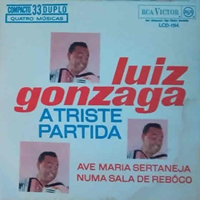 COMPACTO 33 DUPLO
QUATRO MÚSICAS
RCA VICTOR
LCD-1164
luiz
gonzaga
A TRISTE
PARTIDA
AVE MARIA SERTANEJA
NUMA SALA DE REBÔCO